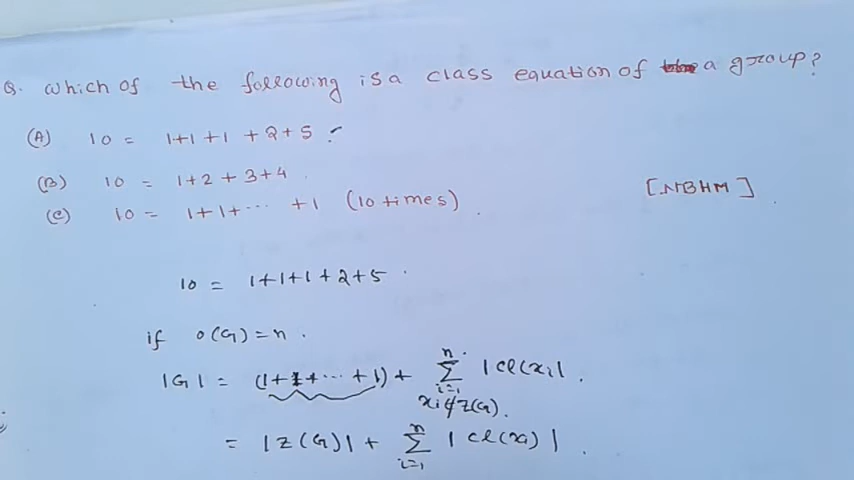 Q. Which of the following is a class equation of a group?
(A) 10 = 1+1+1 +2+5
(B) 10 = 1+2+3+4
(C) 10 = 1+1+ ... +1 (10 times)
[NBHM]
10 = 1+1+1+2+5
if o(G)=n.
|G| = (1+1+...+1) + n∑i=1 |cl(xi|.
xi∉Z(G).
= |Z(G)| + n∑i=1 |cl(xi)|.